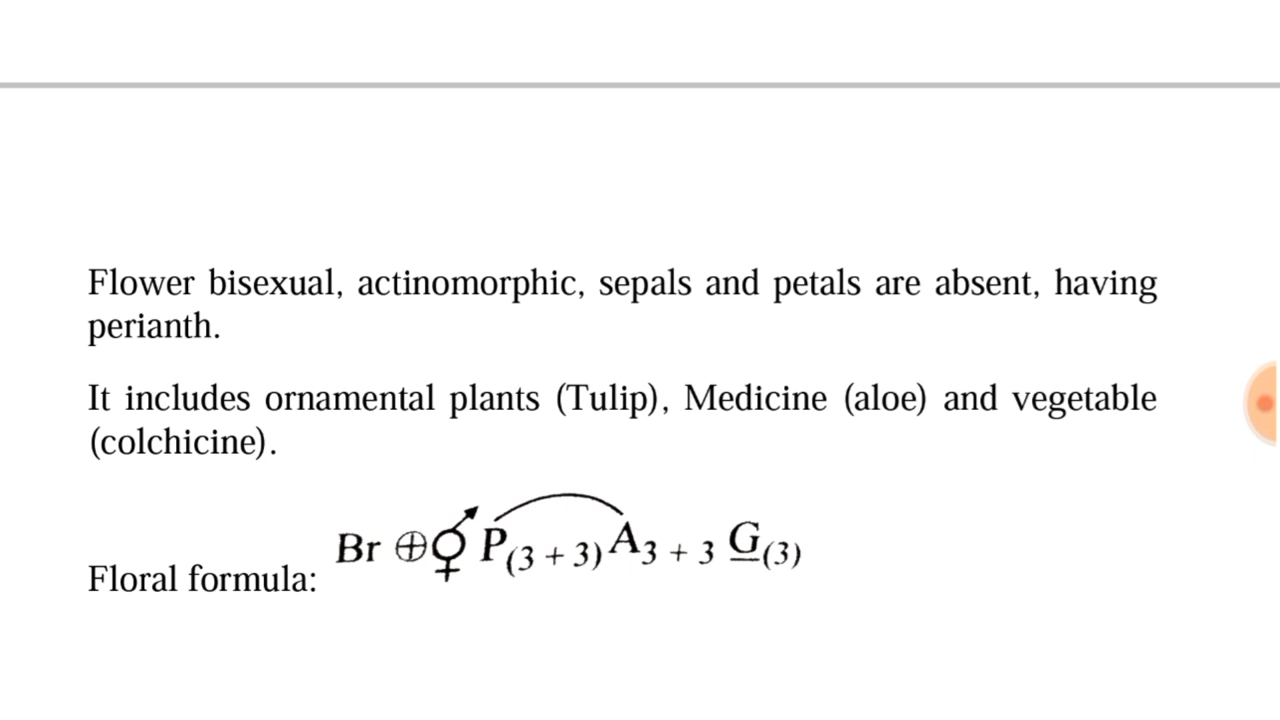 Flower bisexual, actinomorphic, sepals and petals are absent, having
perianth.
It includes ornamental plants (Tulip), Medicine (aloe) and vegetable
(colchicine).
Floral formula: Br ⊕⚥ P(3 + 3) A3 + 3 G(3)